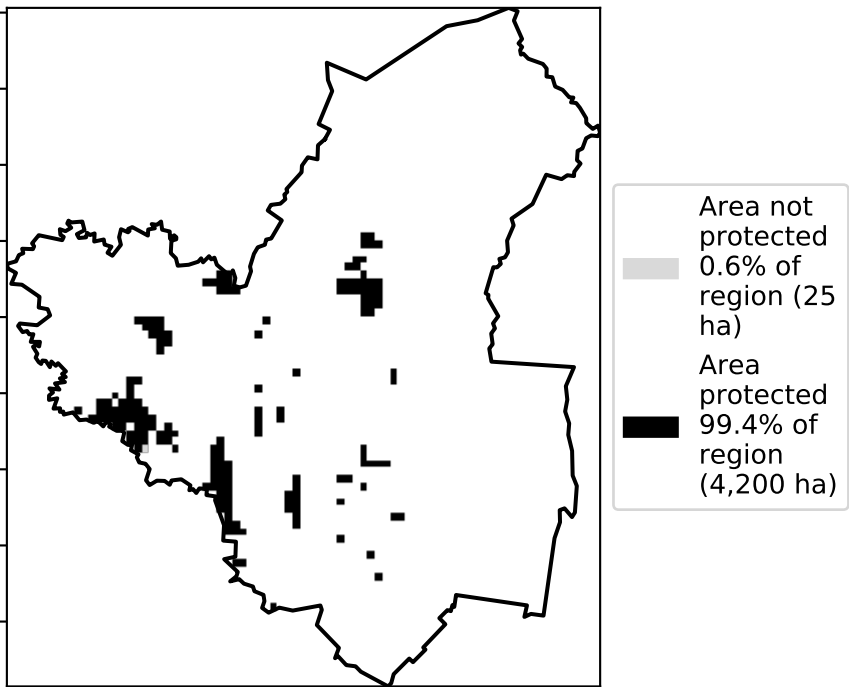 Area not
protected
0.6% of
region (25
ha)
Area
protected
99.4% of
region
(4,200 ha)